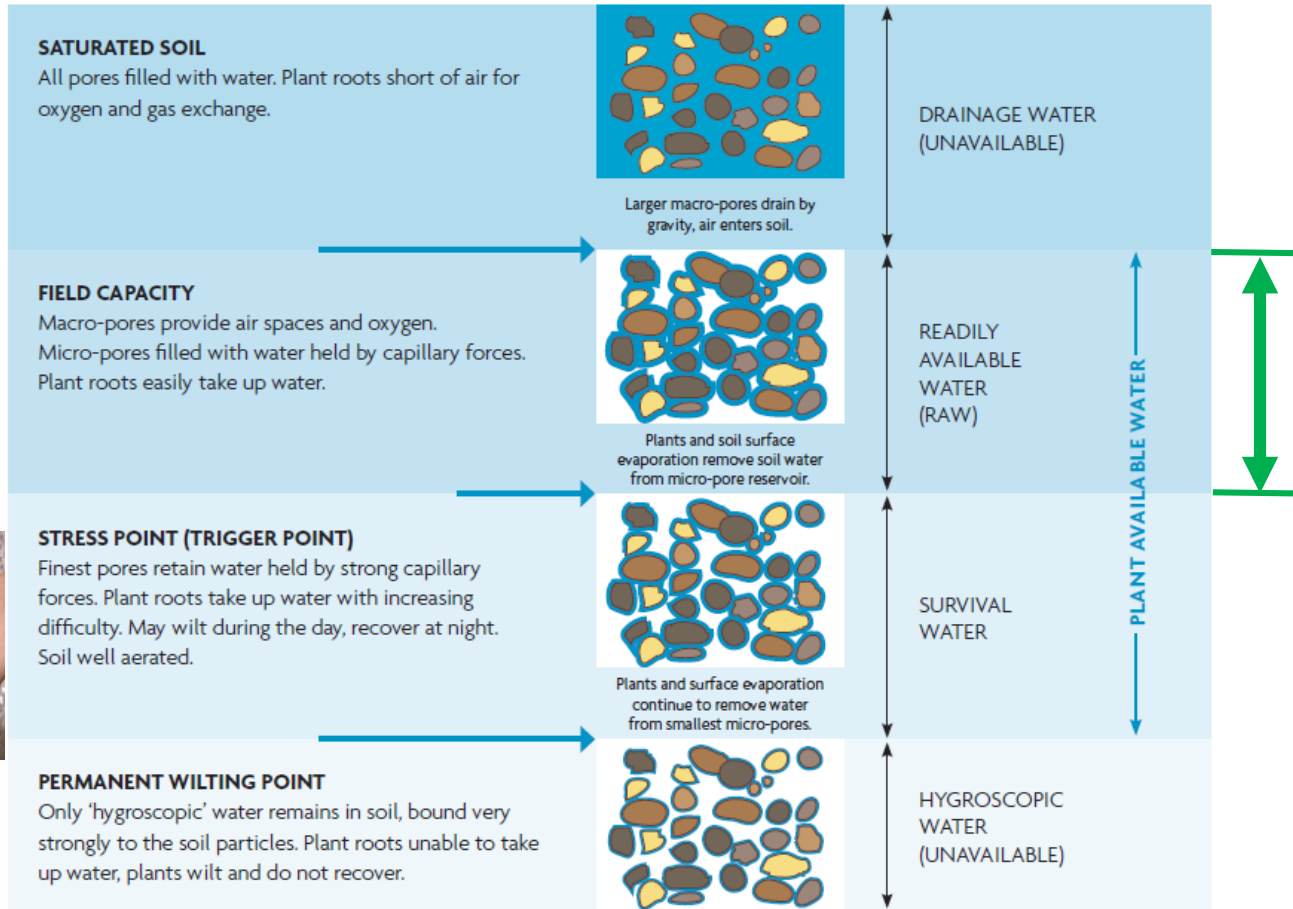 SATURATED SOIL
All pores filled with water. Plant roots short of air for
oxygen and gas exchange.
Larger macro-pores drain by
gravity, air enters soil.
DRAINAGE WATER
(UNAVAILABLE)
FIELD CAPACITY
Macro-pores provide air spaces and oxygen.
Micro-pores filled with water held by capillary forces.
Plant roots easily take up water.
Plants and soil surface
evaporation remove soil water
from micro-pore reservoir.
READILY
AVAILABLE
WATER
(RAW)
PLANT AVAILABLE WATER
STRESS POINT (TRIGGER POINT)
Finest pores retain water held by strong capillary
forces. Plant roots take up water with increasing
difficulty. May wilt during the day, recover at night.
Soil well aerated.
Plants and surface evaporation
continue to remove water
from smallest micro-pores.
SURVIVAL
WATER
PERMANENT WILTING POINT
Only ‘hygroscopic’ water remains in soil, bound very
strongly to the soil particles. Plant roots unable to take
up water, plants wilt and do not recover.
HYGROSCOPIC
WATER
(UNAVAILABLE)